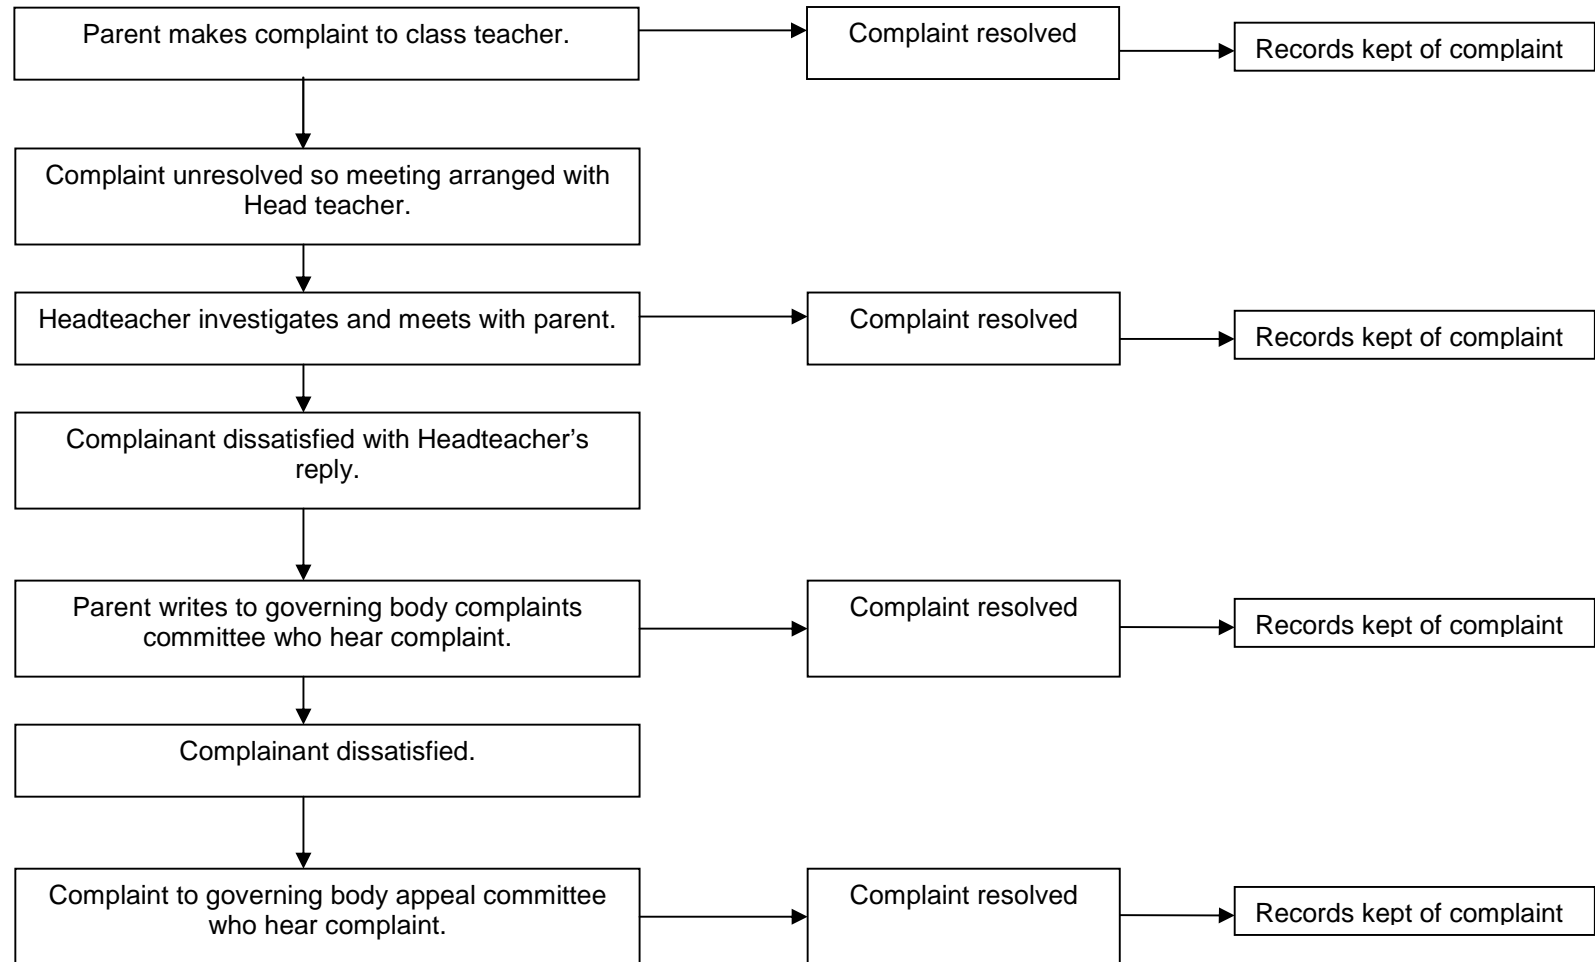 Parent makes complaint to class teacher.
Complaint resolved
Records kept of complaint
Complaint unresolved so meeting arranged with
Head teacher.
Headteacher investigates and meets with parent.
Complaint resolved
Records kept of complaint
Complainant dissatisfied with Headteacher’s
reply.
Parent writes to governing body complaints
committee who hear complaint.
Complaint resolved
Records kept of complaint
Complainant dissatisfied.
Complaint to governing body appeal committee
who hear complaint.
Complaint resolved
Records kept of complaint